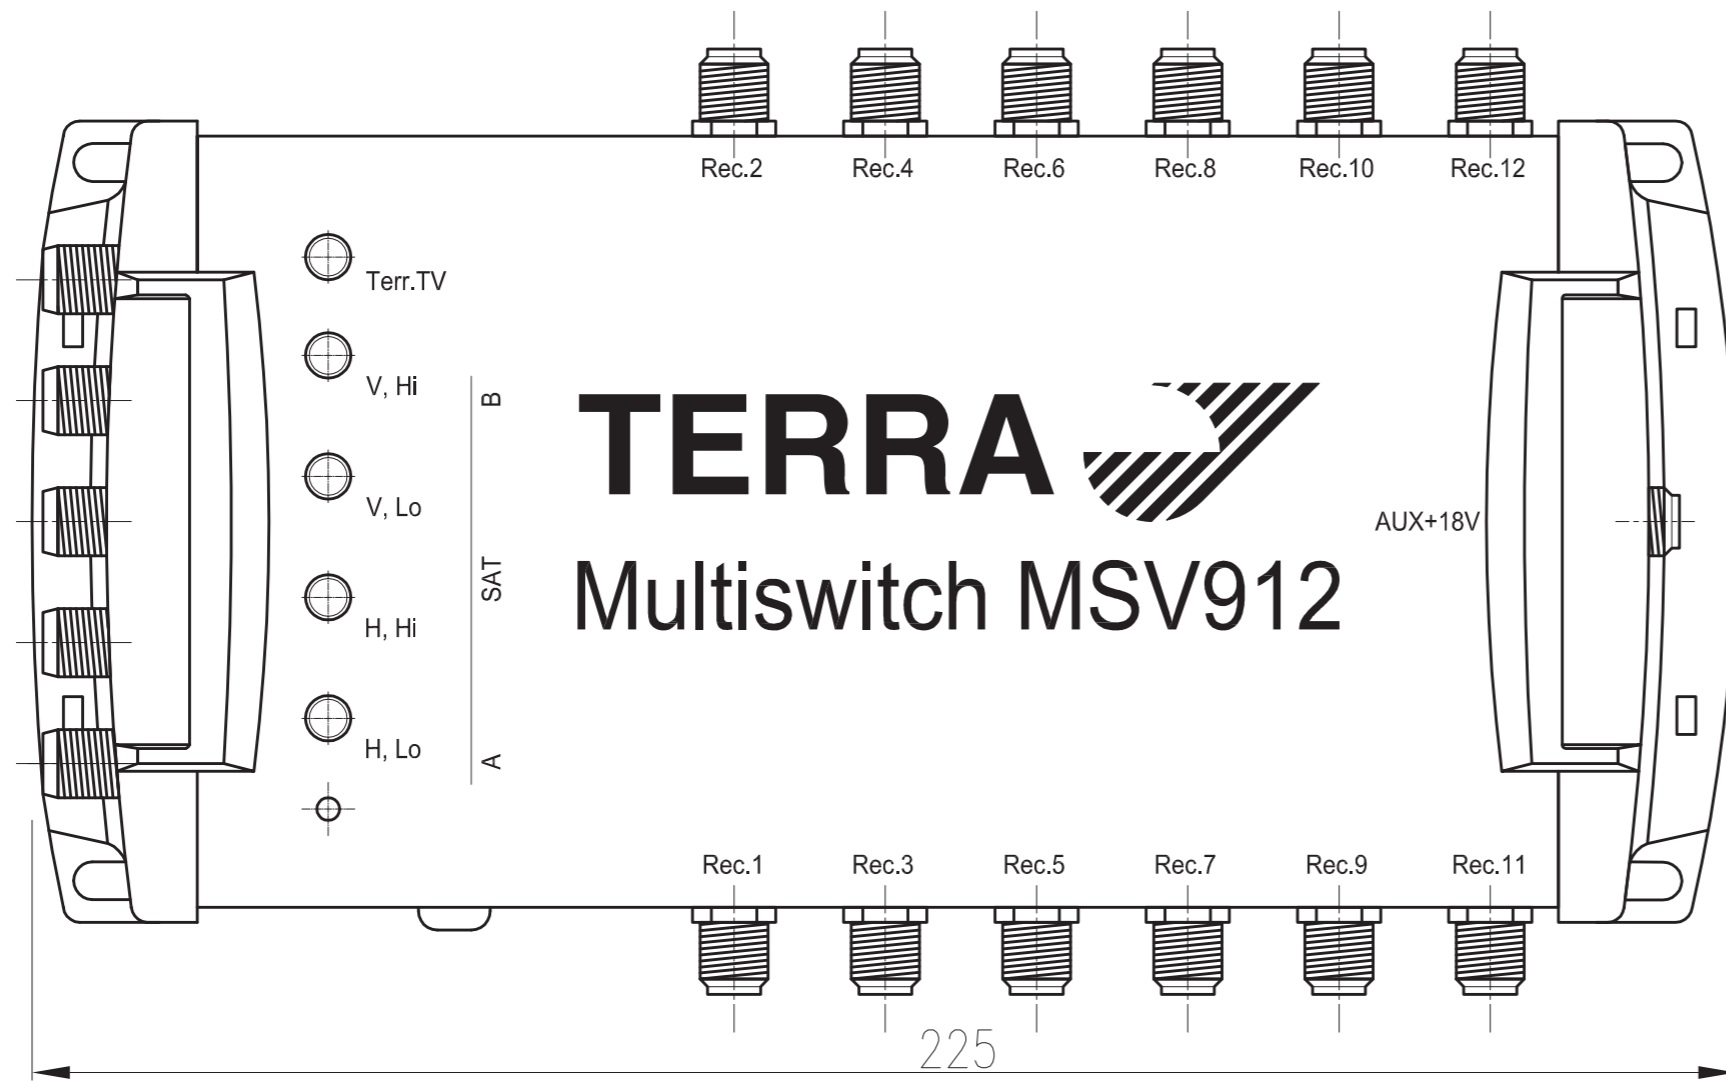 Rec.2 Rec.4 Rec.6 Rec.8 Rec.10 Rec.12
Terr.TV
V, Hi
V, Lo
H, Hi
H, Lo
B
SAT
A
TERRA
Multiswitch MSV912
AUX+18V
Rec.1 Rec.3 Rec.5 Rec.7 Rec.9 Rec.11
225